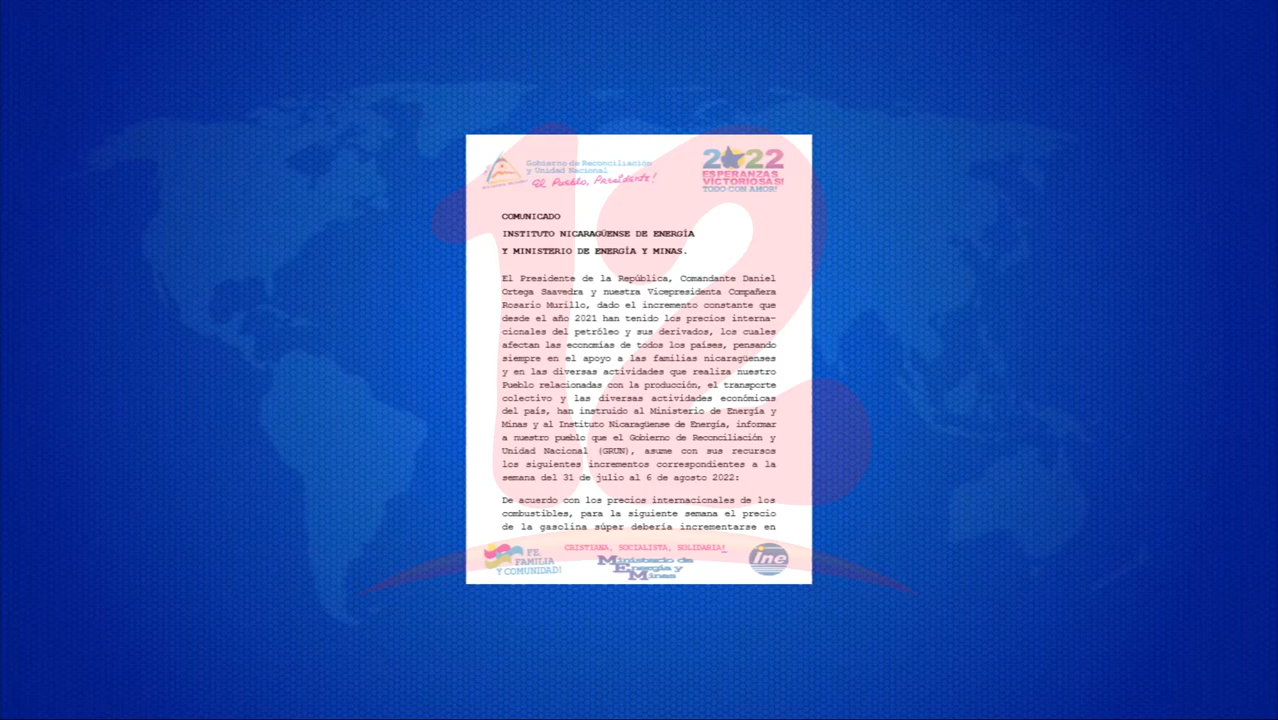 Gobierno de Reconciliación
y Unidad Nacional
El Pueblo, Presidente!
2022
ESPERANZAS
VICTORIOSAS!
TODO CON AMOR!
12
COMUNICADO
INSTITUTO NICARAGÜENSE DE ENERGÍA
Y MINISTERIO DE ENERGÍA Y MINAS.
El Presidente de la República, Comandante Daniel
Ortega Saavedra y nuestra Vicepresidenta Compañera
Rosario Murillo, dado el incremento constante que
desde el año 2021 han tenido los precios interna-
cionales del petróleo y sus derivados, los cuales
afectan las economías de todos los países, pensando
siempre en el apoyo a las familias nicaragüenses
y en las diversas actividades que realiza nuestro
Pueblo relacionadas con la producción, el transporte
colectivo y las diversas actividades económicas
del país, han instruido al Ministerio de Energía y
Minas y al Instituto Nicaragüense de Energía, informar
a nuestro pueblo que el Gobierno de Reconciliación y
Unidad Nacional (GRUN), asume con sus recursos
los siguientes incrementos correspondientes a la
semana del 31 de julio al 6 de agosto 2022:
De acuerdo con los precios internacionales de los
combustibles, para la siguiente semana el precio
de la gasolina súper debería incrementarse en
FE,
FAMILIA
Y COMUNIDAD!
CRISTIANA, SOCIALISTA, SOLIDARIA!
Ministerio de
Energía y
Minas
ine